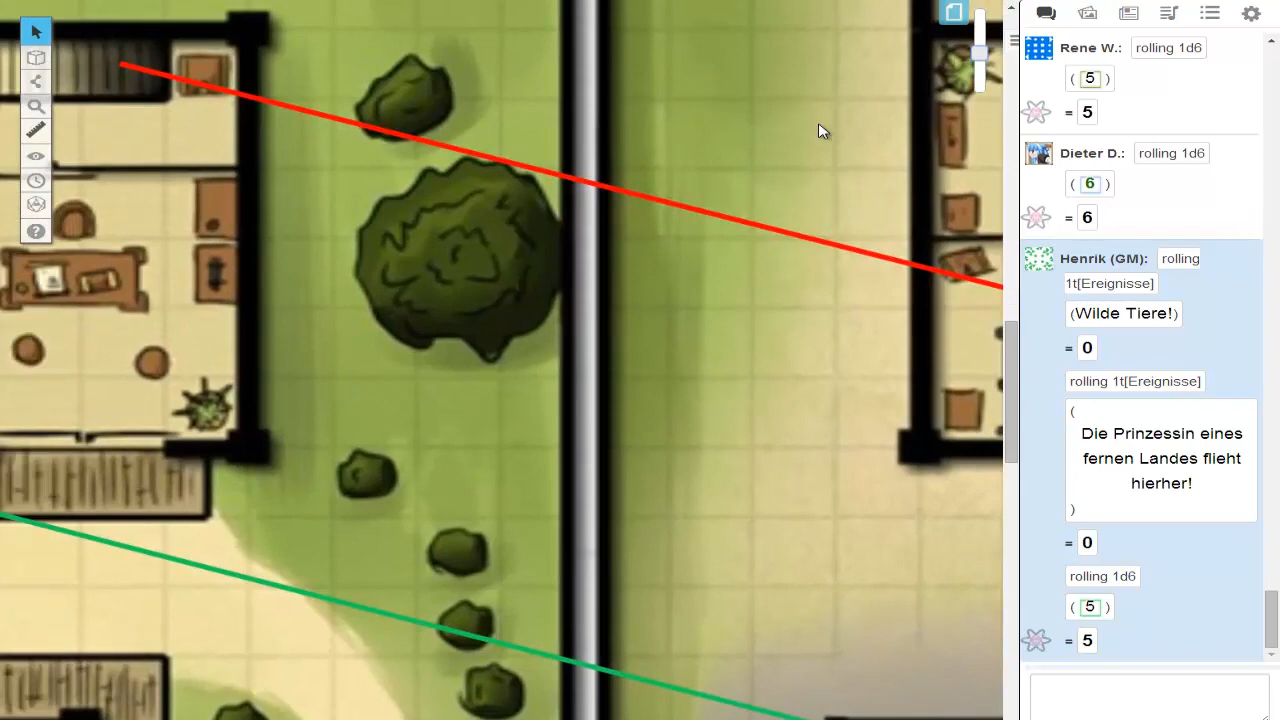 Rene W.: rolling 1d6
( 5 )
= 5
Dieter D.: rolling 1d6
( 6 )
= 6
Henrik (GM): rolling
1t[Ereignisse]
(Wilde Tiere!)
= 0
rolling 1t[Ereignisse]
(
Die Prinzessin eines
fernen Landes flieht
hierher!
)
= 0
rolling 1d6
( 5 )
= 5